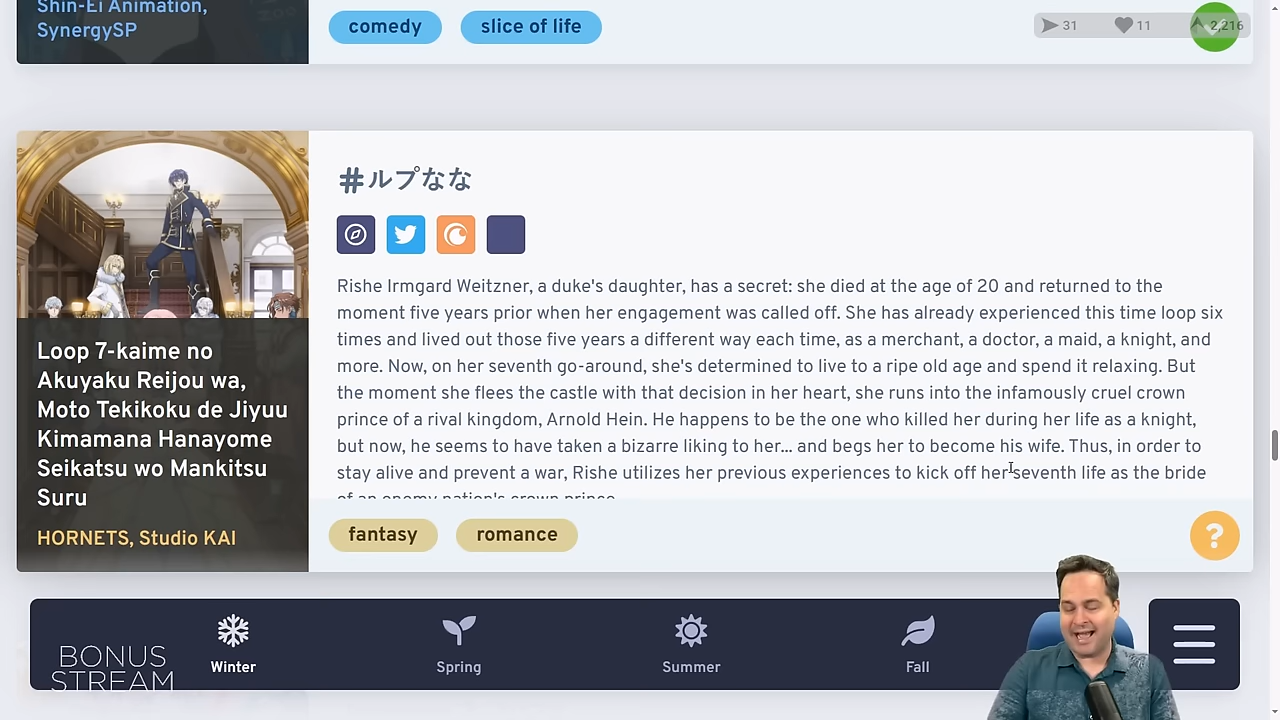 Shin-Ei Animation,
SynergySP
comedy
slice of life
31
11
2,216
#ループなな
Rishe Irmgard Weitzner, a duke's daughter, has a secret: she died at the age of 20 and returned to the
moment five years prior when her engagement was called off. She has already experienced this time loop six
times and lived out those five years a different way each time, as a merchant, a doctor, a maid, a knight, and
more. Now, on her seventh go-around, she's determined to live to a ripe old age and spend it relaxing. But
the moment she flees the castle with that decision in her heart, she runs into the infamously cruel crown
prince of a rival kingdom, Arnold Hein. He happens to be the one who killed her during her life as a knight,
but now, he seems to have taken a bizarre liking to her... and begs her to become his wife. Thus, in order to
stay alive and prevent a war, Rishe utilizes her previous experiences to kick off her seventh life as the bride
of an enemy nation's crown prince.
Loop 7-kaime no
Akuyaku Reijou wa,
Moto Tekikoku de Jiyuu
Kimamana Hanayome
Seikatsu wo Mankitsu
Suru
HORNETS, Studio KAI
fantasy
romance
?
BONUS
STREAM
Winter
Spring
Summer
Fall